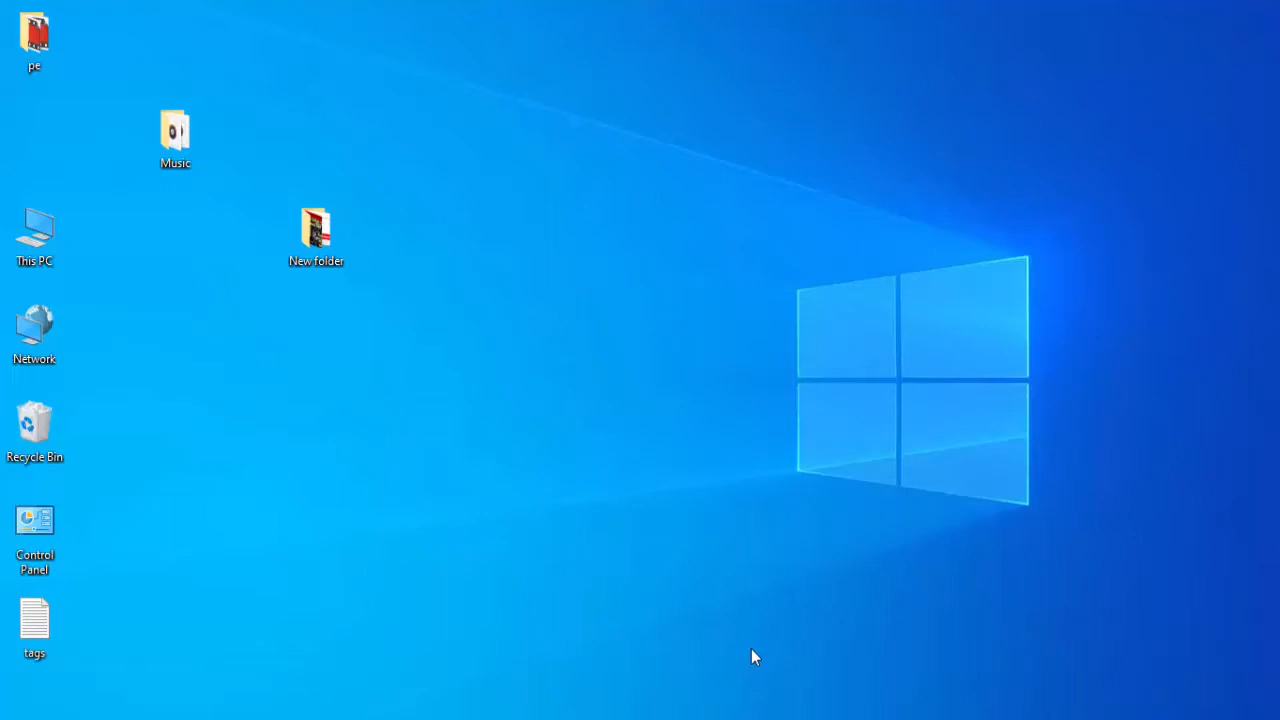 pe
Music
This PC
New folder
Network
Recycle Bin
Control
Panel
tags